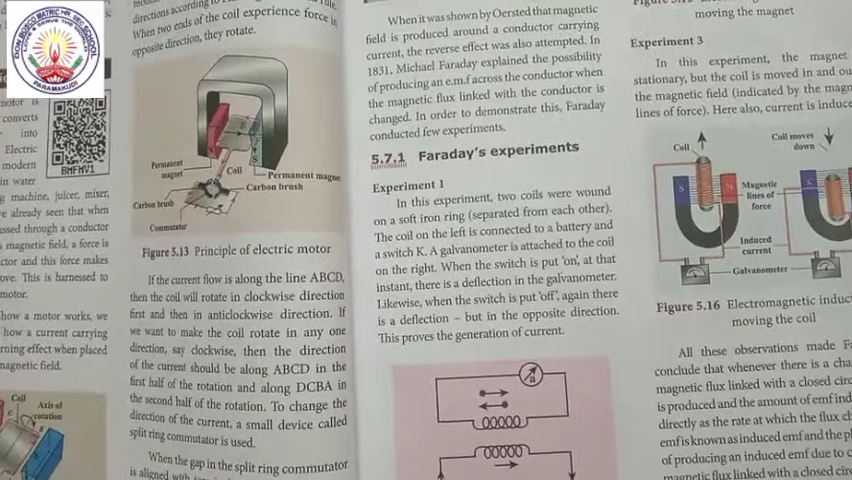 DON BOSCO MATRIC HR SEC SCHOOL
LOVE & SERVE THE WORLD
PARAMAKUDI
motor is
converts
into
Electric
modern
in water
BMFMV1
g machine, juicer, mixer,
e already seen that when
ssed through a conductor
magnetic field, a force is
ctor and this force makes
ove. This is harnessed to
motor.
how a motor works, we
how a current carrying
rning effect when placed
nagnetic field.
Coil
Axis of
rotation
directions according to
rule.
When two ends of the coil experience force in
opposite direction, they rotate.
Permanent
magnet
Coil
Permanent magnet
Carbon brush
Carbon brush
Commutator
Figure 5.13 Principle of electric motor
If the current flow is along the line ABCD,
then the coil will rotate in clockwise direction
first and then in anticlockwise direction. If
we want to make the coil rotate in any one
direction, say clockwise, then the direction
of the current should be along ABCD in the
first half of the rotation and along DCBA in
the second half of the rotation. To change the
direction of the current, a small device called
split ring commutator is used.
When the gap in the split ring commutator
is aligned with
When it was shown by Oersted that magnetic
field is produced around a conductor carrying
current, the reverse effect was also attempted. In
1831, Michael Faraday explained the possibility
of producing an e.m.f across the conductor when
the magnetic flux linked with the conductor is
changed. In order to demonstrate this, Faraday
conducted few experiments.
5.7.1 Faraday's experiments
Experiment 1
In this experiment, two coils were wound
on a soft iron ring (separated from each other).
The coil on the left is connected to a battery and
a switch K. A galvanometer is attached to the coil
on the right. When the switch is put 'on', at that
instant, there is a deflection in the galvanometer.
Likewise, when the switch is put 'off', again there
is a deflection – but in the opposite direction.
This proves the generation of current.
moving the magnet
Experiment 3
In this experiment, the magnet
stationary, but the coil is moved in and ou
the magnetic field (indicated by the magn
lines of force). Here also, current is induce
Coil
Coil moves
down
S
N
Magnetic
lines of
force
S
Induced
current
Galvanometer
Figure 5.16 Electromagnetic induc
moving the coil
All these observations made Fa
conclude that whenever there is a cha
magnetic flux linked with a closed circ
is produced and the amount of emf ind
directly as the rate at which the flux ch
emf is known as induced emf and the ph
of producing an induced emf due to c
magnetic flux linked with a closed circ